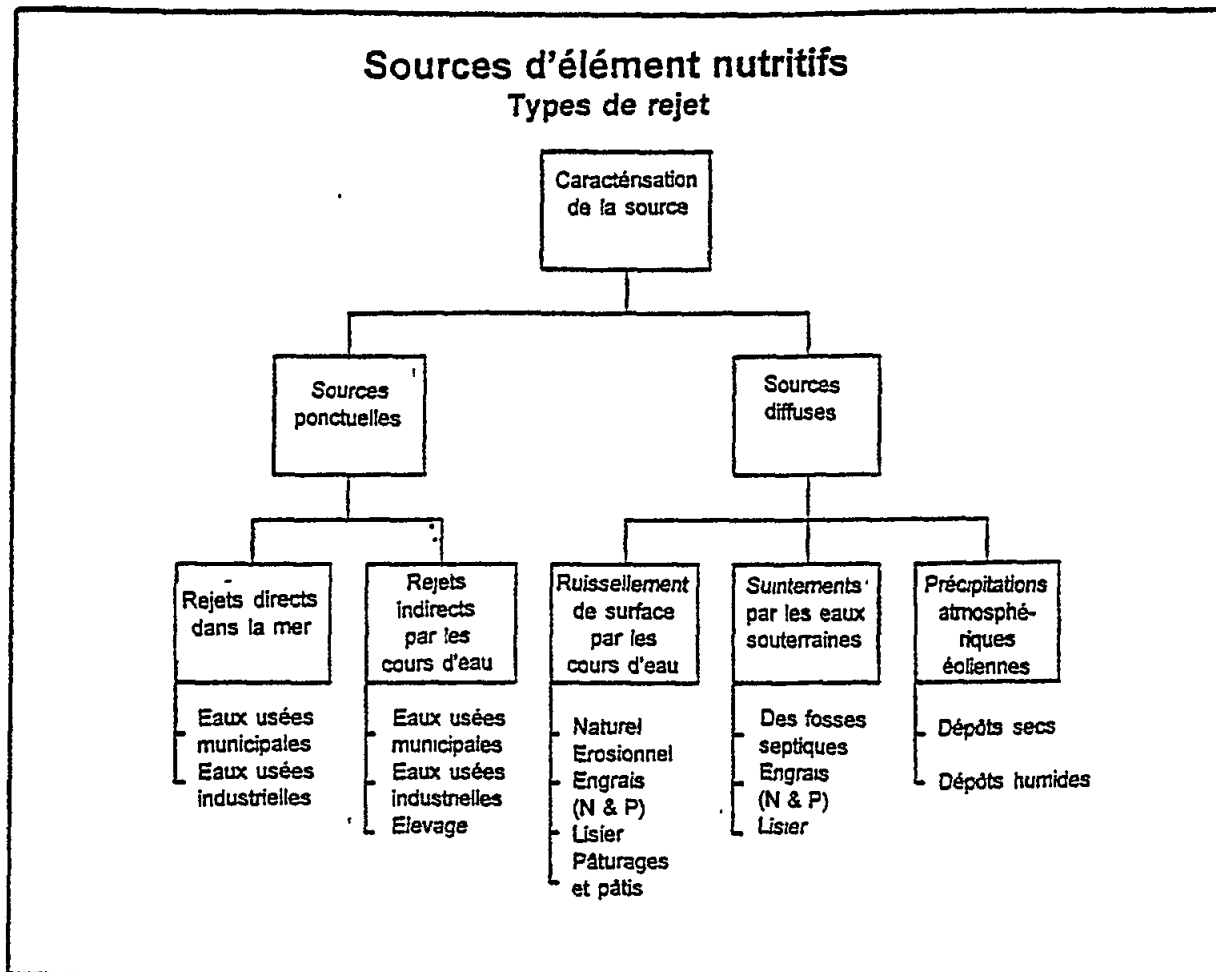 Sources d'élément nutritifs
Types de rejet
Caracténsation
de la source
Sources
ponctuelles
Sources
diffuses
Rejets directs
dans la mer
Rejets
indirects
par les
cours d'eau
Ruissellement
de surface
par les
cours d'eau
Suintements
par les eaux
souterraines
Précipitations
atmosphé-
riques
éoliennes
Eaux usées
municipales
Eaux usées
industrielles
Eaux usées
municipales
Eaux usées
industrielles
Elevage
Naturel
Erosionnel
Engrais
(N & P)
Lisier
Pâturages
et pâtis
Des fosses
septiques
Engrais
(N & P)
Lisier
Dépôts secs
Dépôts humides